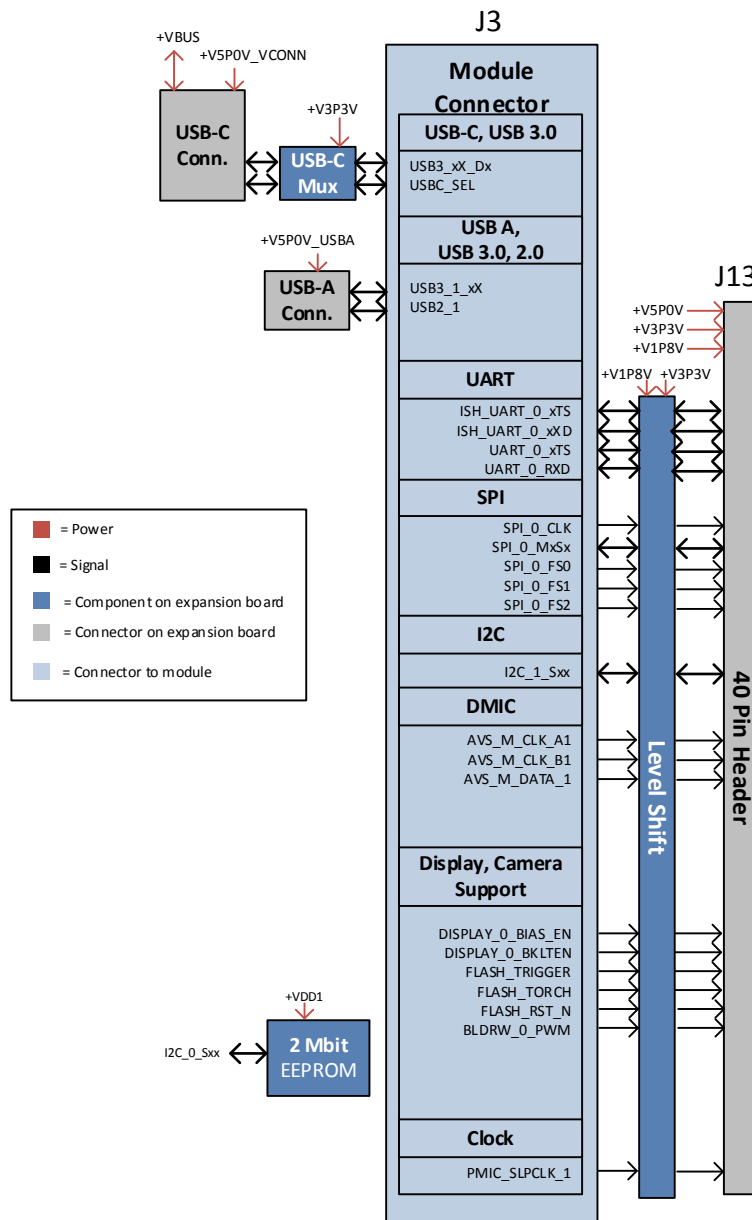 J3
+VBUS
+V5P0V_VCONN
Module
Connector
+V3P3V
USB-C
Conn.
USB-C
Mux
USB-C, USB 3.0
USB3_xX_Dx
USBC_SEL
USB A,
USB 3.0, 2.0
+V5P0V_USBA
USB-A
Conn.
USB3_1_xX
USB2_1
J13
+V5P0V
+V3P3V
+V1P8V
+V1P8V
+V3P3V
UART
ISH_UART_0_xTS
ISH_UART_0_xXD
UART_0_xTS
UART_0_RXD
SPI
SPI_0_CLK
SPI_0_MxSx
SPI_0_FS0
SPI_0_FS1
SPI_0_FS2
= Power
= Signal
= Component on expansion board
= Connector on expansion board
= Connector to module
I2C
I2C_1_Sxx
DMIC
AVS_M_CLK_A1
AVS_M_CLK_B1
AVS_M_DATA_1
Level Shift
40 Pin Header
Display, Camera
Support
DISPLAY_0_BIAS_EN
DISPLAY_0_BKLTEN
FLASH_TRIGGER
FLASH_TORCH
FLASH_RST_N
BLDRW_0_PWM
+VDD1
I2C_0_Sxx
2 Mbit
EEPROM
Clock
PMIC_SLPCLK_1